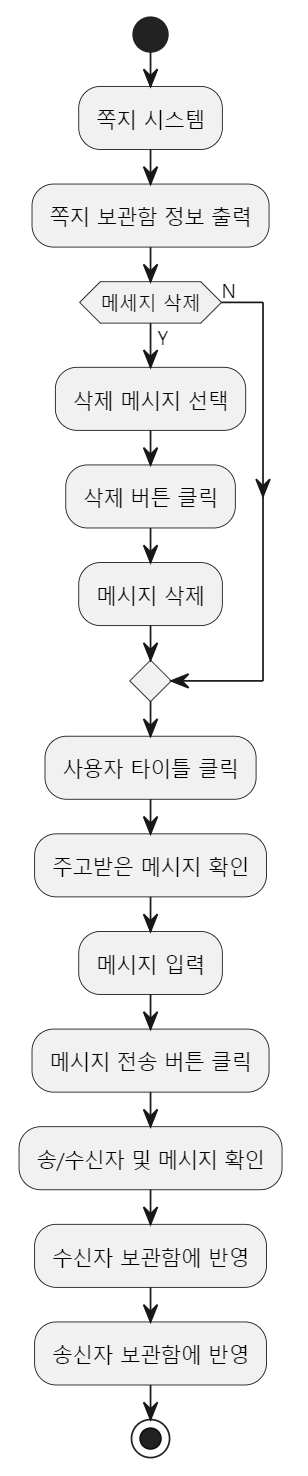 쪽지 시스템
쪽지 보관함 정보 출력
메세지 삭제
N
Y
삭제 메시지 선택
삭제 버튼 클릭
메시지 삭제
사용자 타이틀 클릭
주고받은 메시지 확인
메시지 입력
메시지 전송 버튼 클릭
송/수신자 및 메시지 확인
수신자 보관함에 반영
송신자 보관함에 반영